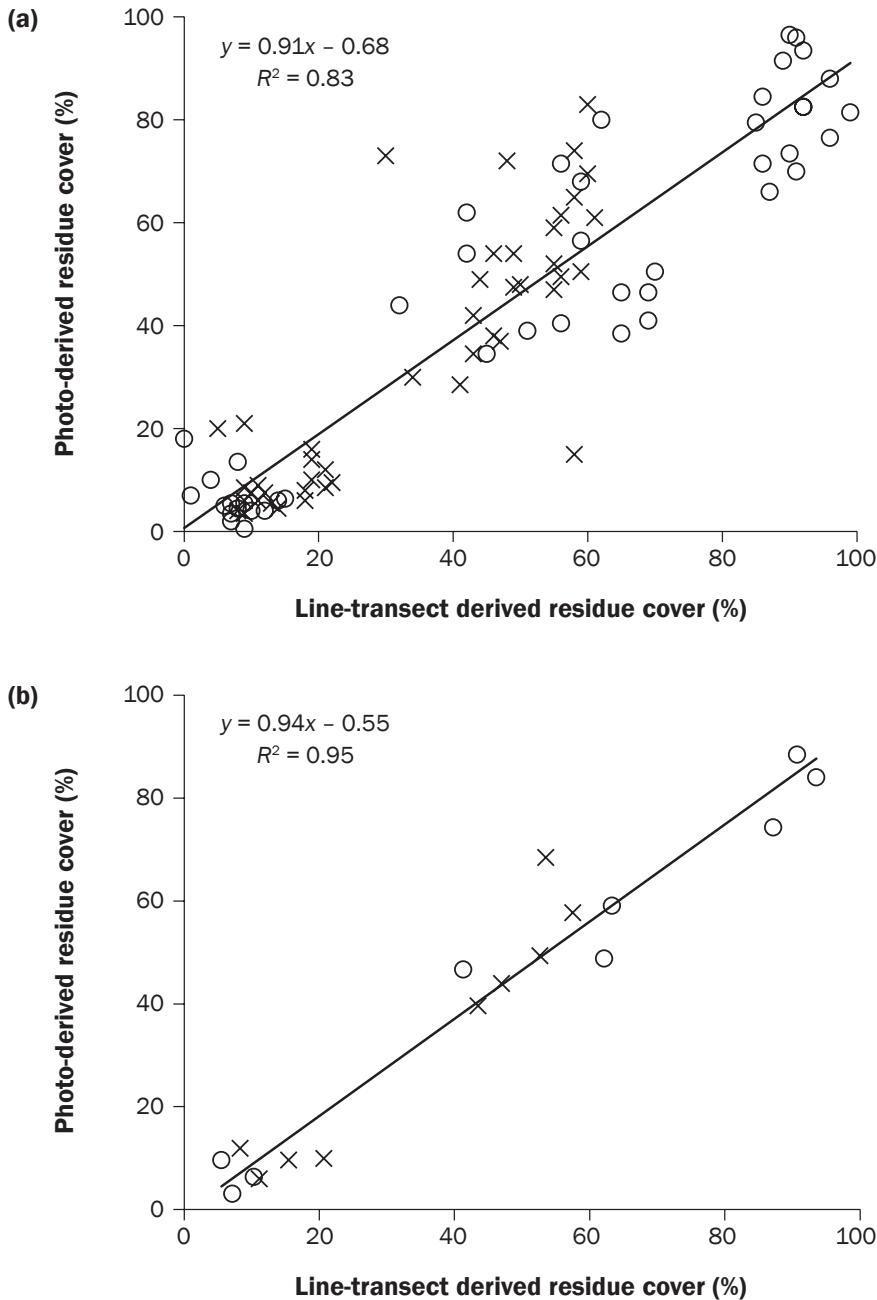 (a)
y = 0.91x – 0.68
R² = 0.83
100
80
60
40
20
0
Photo-derived residue cover (%)
0 20 40 60 80 100
Line-transect derived residue cover (%)
(b)
y = 0.94x – 0.55
R² = 0.95
100
80
60
40
20
0
Photo-derived residue cover (%)
0 20 40 60 80 100
Line-transect derived residue cover (%)